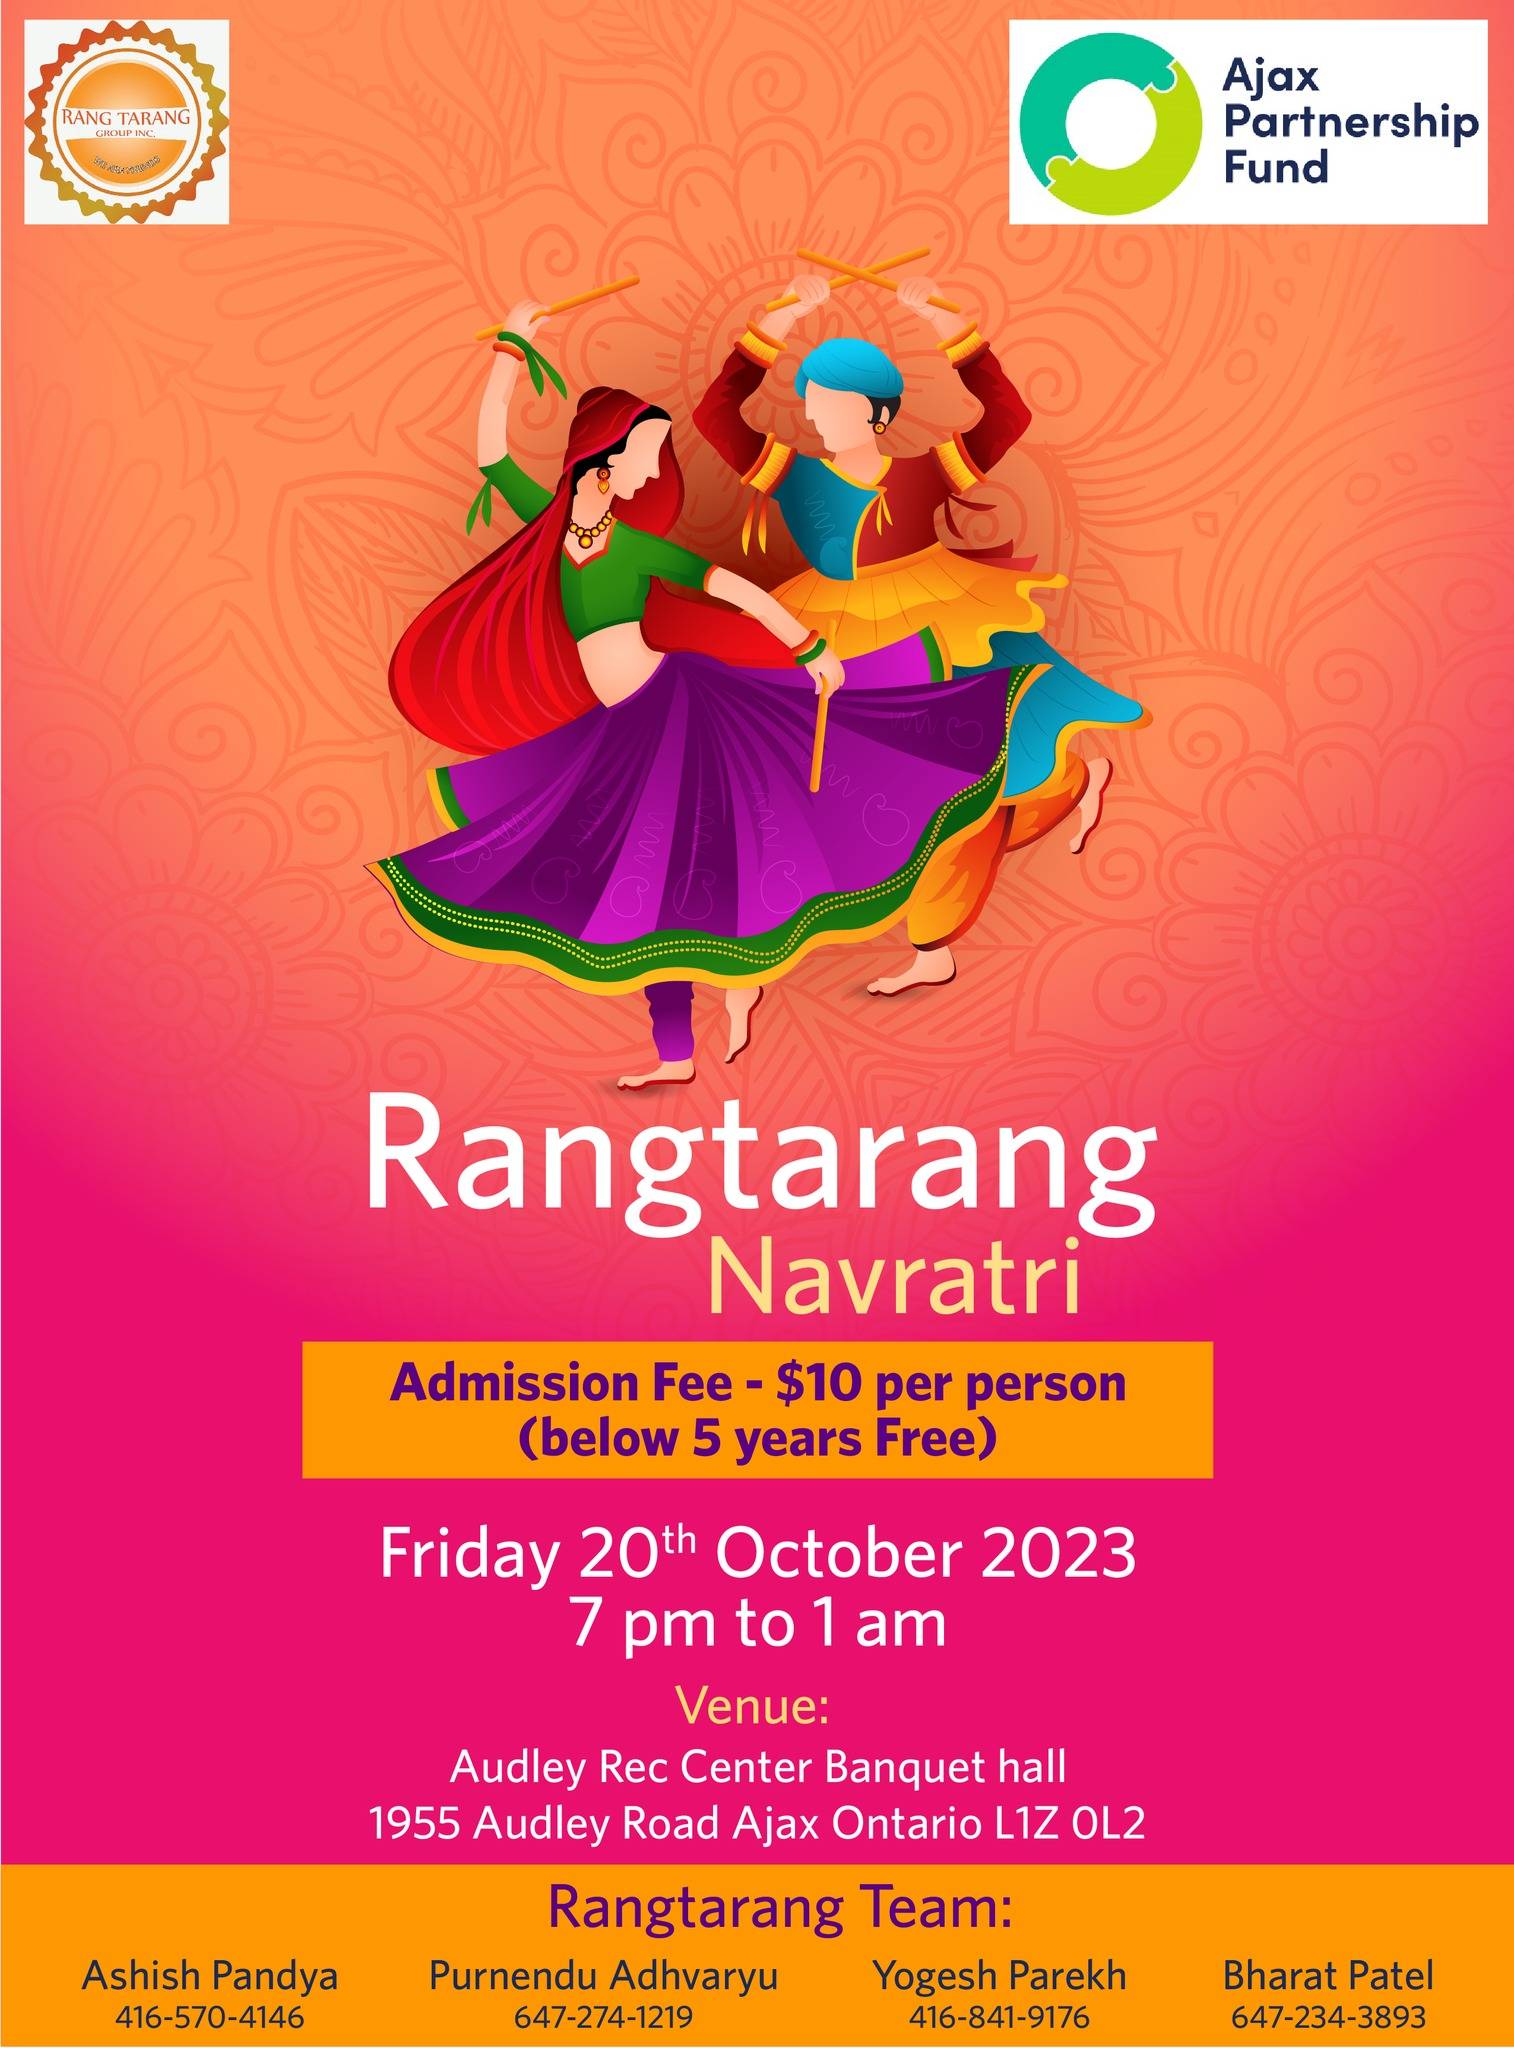 RANG TARANG
GROUP INC.
Ajax
Partnership
Fund
Rangtarang
Navratri
Admission Fee - $10 per person
(below 5 years Free)
Friday 20th October 2023
7 pm to 1 am
Venue:
Audley Rec Center Banquet hall
1955 Audley Road Ajax Ontario L1Z 0L2
Rangtarang Team:
Ashish Pandya Purnendu Adhvaryu Yogesh Parekh Bharat Patel
416-570-4146 647-274-1219 416-841-9176 647-234-3893